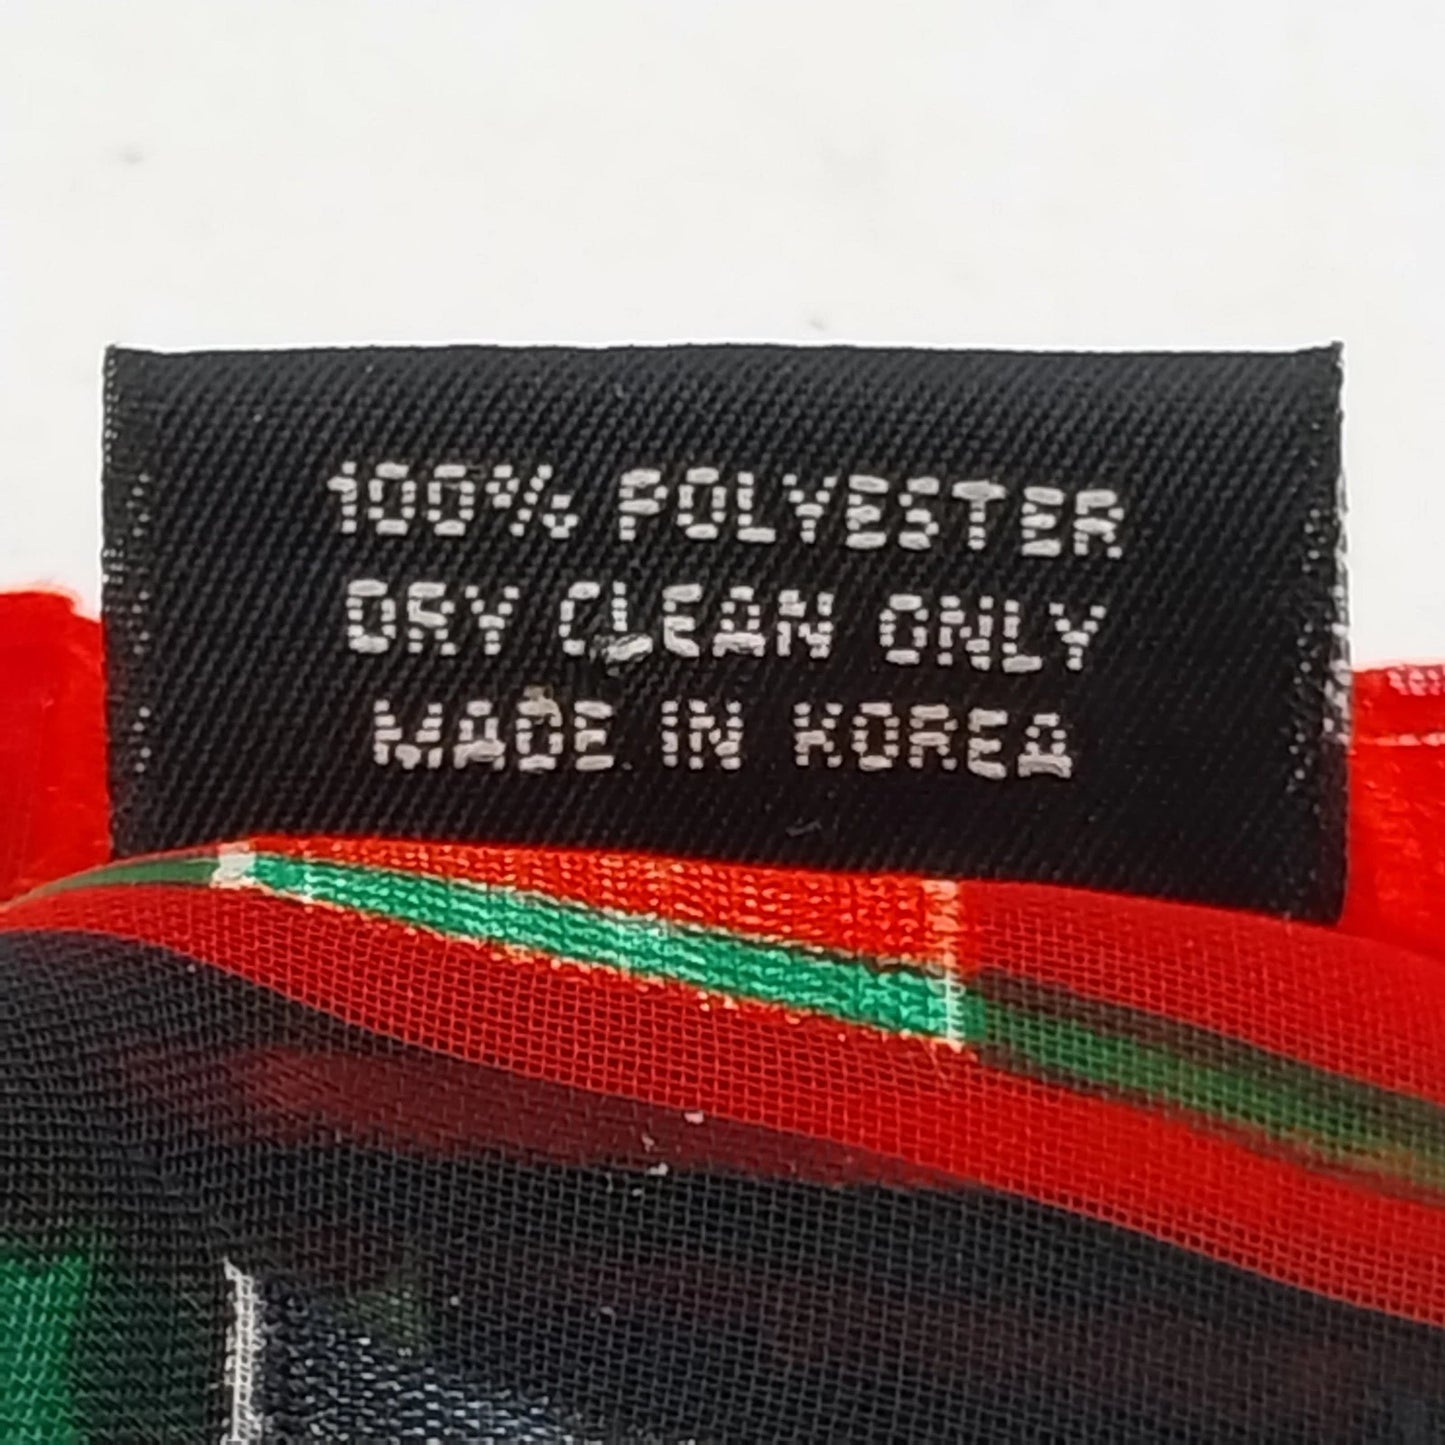 100% POLYESTER
DRY CLEAN ONLY
MADE IN KOREA